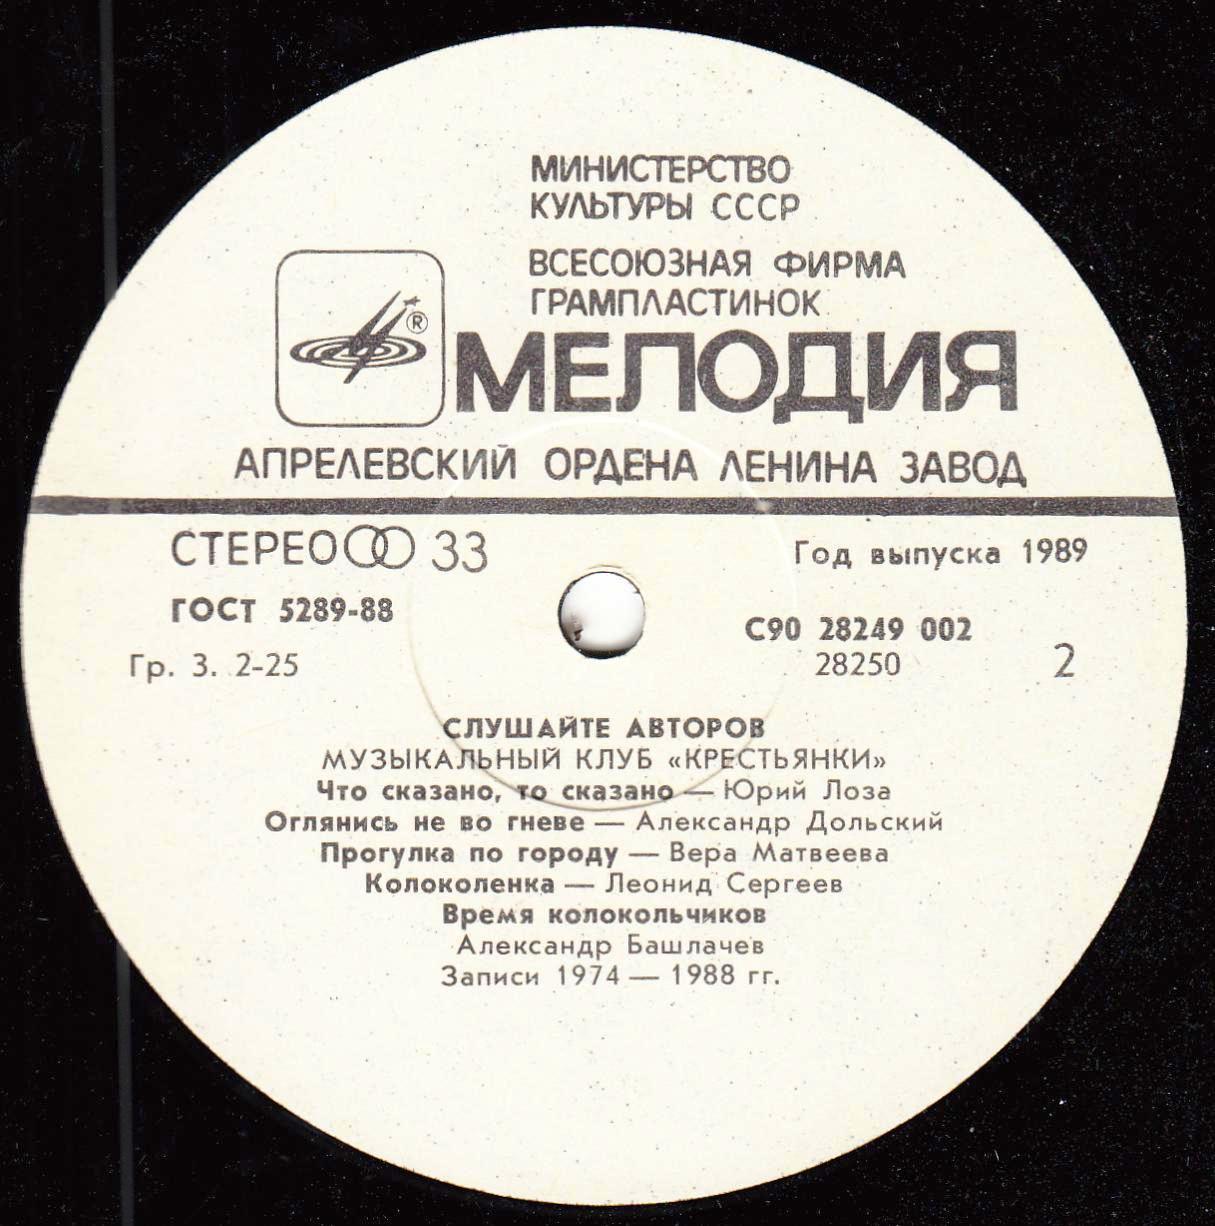 МИНИСТЕРСТВО
КУЛЬТУРЫ СССР
ВСЕСОЮЗНАЯ ФИРМА
ГРАМПЛАСТИНОК
®
МЕЛОДИЯ
АПРЕЛЕВСКИЙ ОРДЕНА ЛЕНИНА ЗАВОД
СТЕРЕО 33
Год выпуска 1989
ГОСТ 5289-88
С90 28249 002
Гр. 3. 2-25
28250
2
СЛУШАЙТЕ АВТОРОВ
МУЗЫКАЛЬНЫЙ КЛУБ «КРЕСТЬЯНКИ»
Что сказано, то сказано — Юрий Лоза
Оглянись не во гневе — Александр Дольский
Прогулка по городу — Вера Матвеева
Колоколенка — Леонид Сергеев
Время колокольчиков
Александр Башлачев
Записи 1974 — 1988 гг.